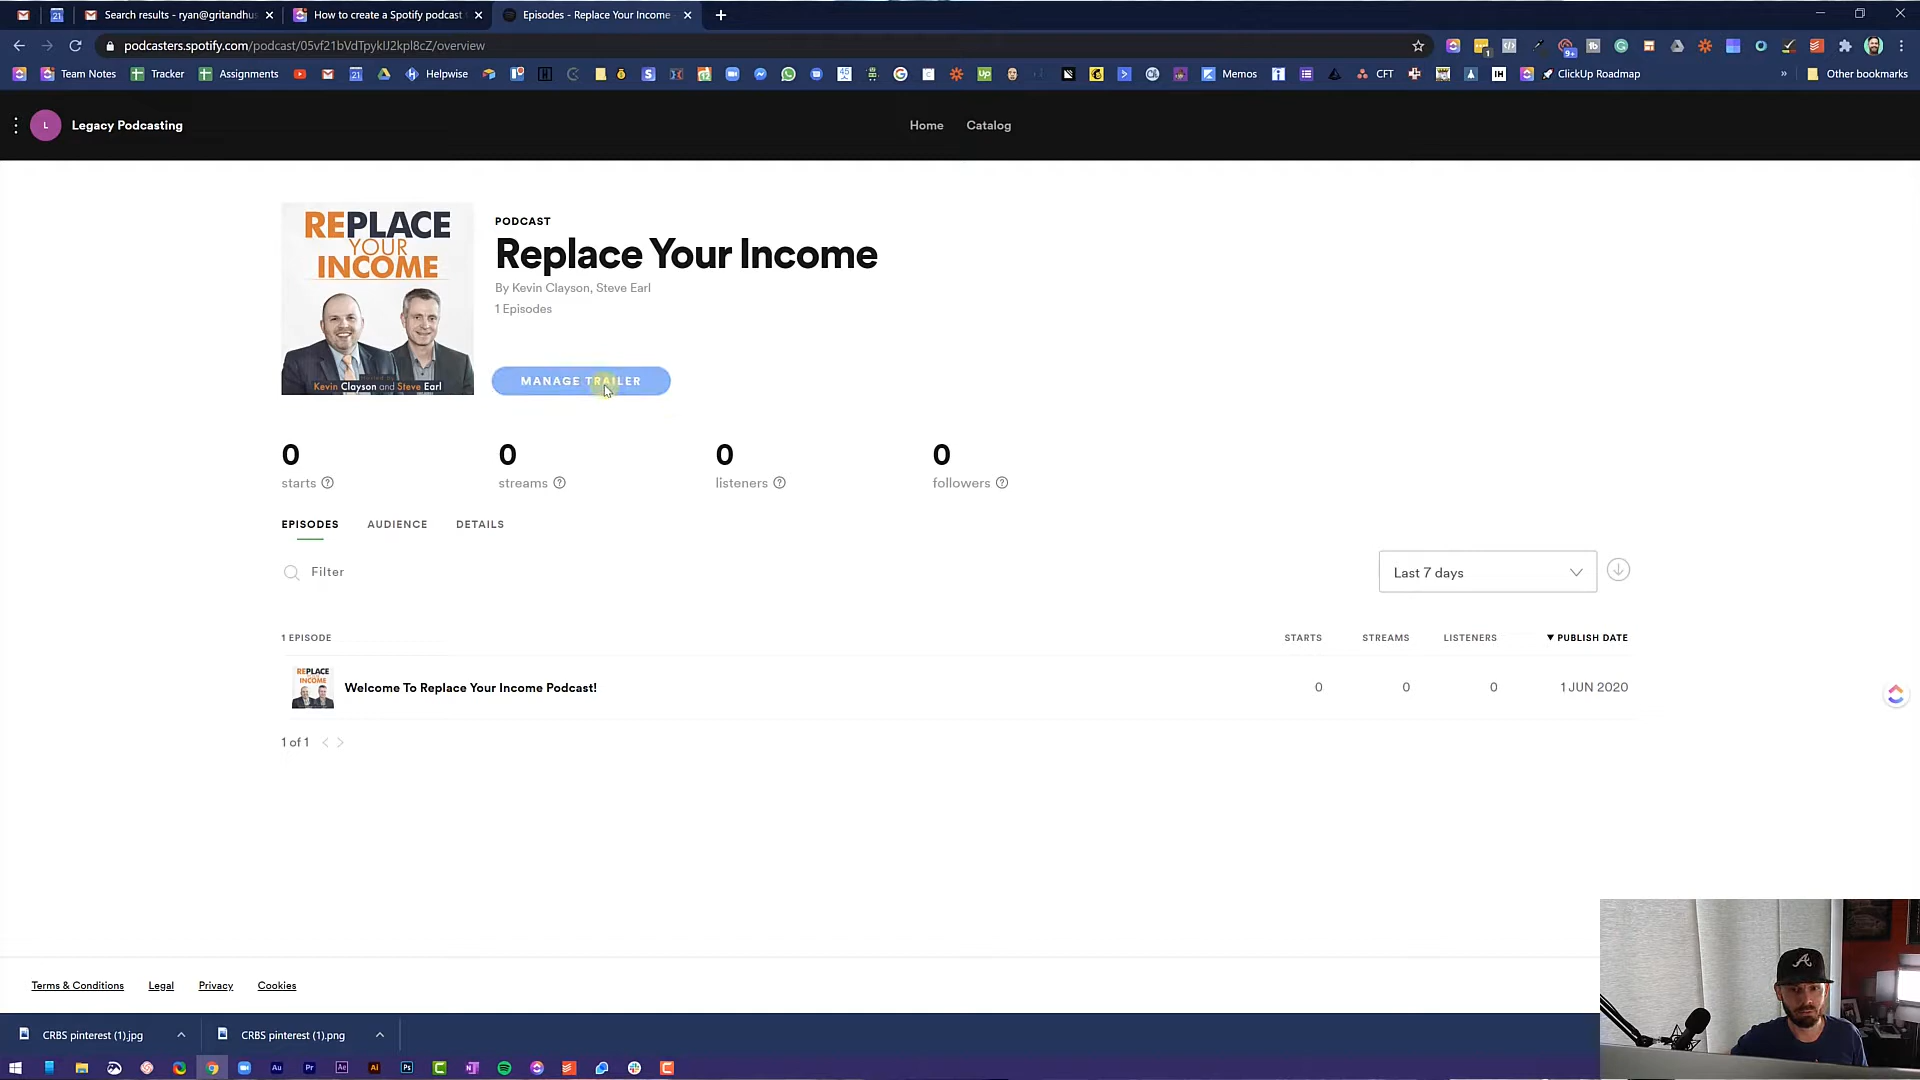 Search results - ryan@gritandhus
How to create a Spotify podcast
Episodes - Replace Your Income
podcasters.spotify.com/podcast/05vf21bVdTpyklJ2kpl8cZ/overview
Team Notes
Tracker
Assignments
Helpwise
Memos
CFT
ClickUp Roadmap
»
Other bookmarks
L
Legacy Podcasting
Home
Catalog
REPLACE
YOUR
INCOME
Kevin Clayson and Steve Earl
PODCAST
Replace Your Income
By Kevin Clayson, Steve Earl
1 Episodes
MANAGE TRAILER
0
starts
0
streams
0
listeners
0
followers
EPISODES
AUDIENCE
DETAILS
Filter
Last 7 days
1 EPISODE
STARTS
STREAMS
LISTENERS
▼ PUBLISH DATE
REPLACE
INCOME
Welcome To Replace Your Income Podcast!
0
0
0
1 JUN 2020
1 of 1
Terms & Conditions
Legal
Privacy
Cookies
CRBS pinterest (1).jpg
CRBS pinterest (1).png